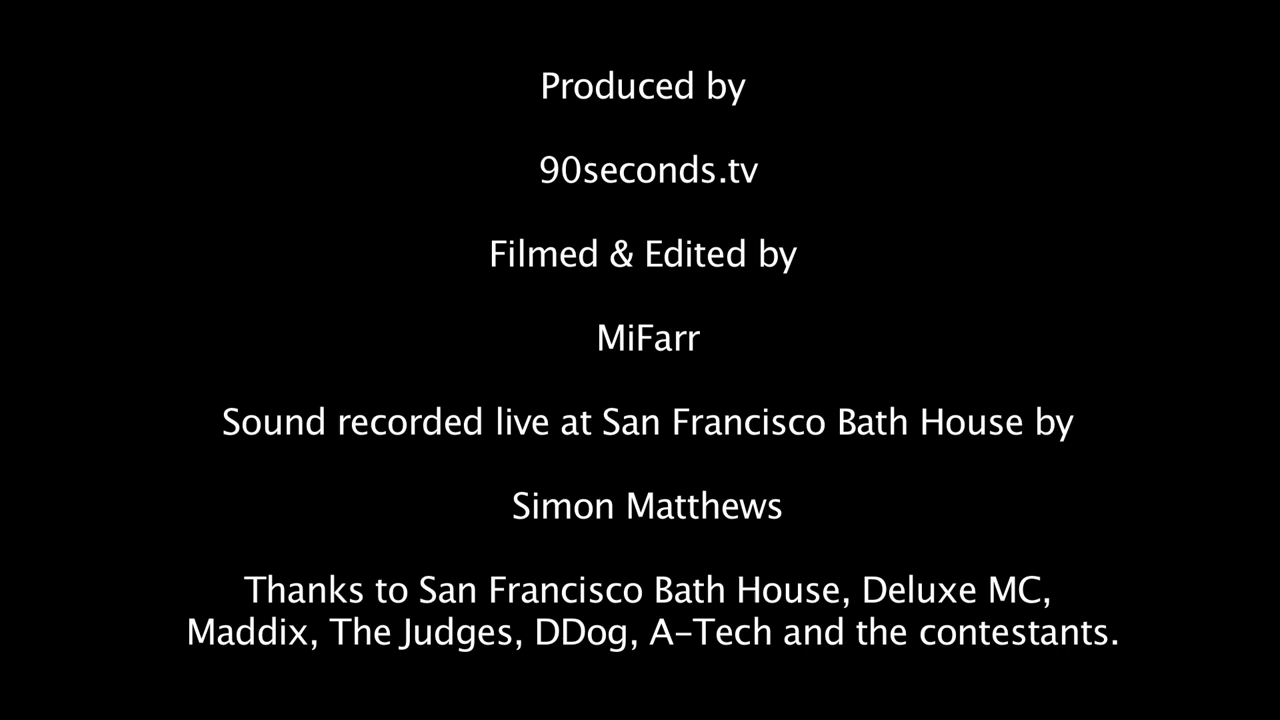 Produced by
90seconds.tv
Filmed & Edited by
MiFarr
Sound recorded live at San Francisco Bath House by
Simon Matthews
Thanks to San Francisco Bath House, Deluxe MC,
Maddix, The Judges, DDog, A-Tech and the contestants.